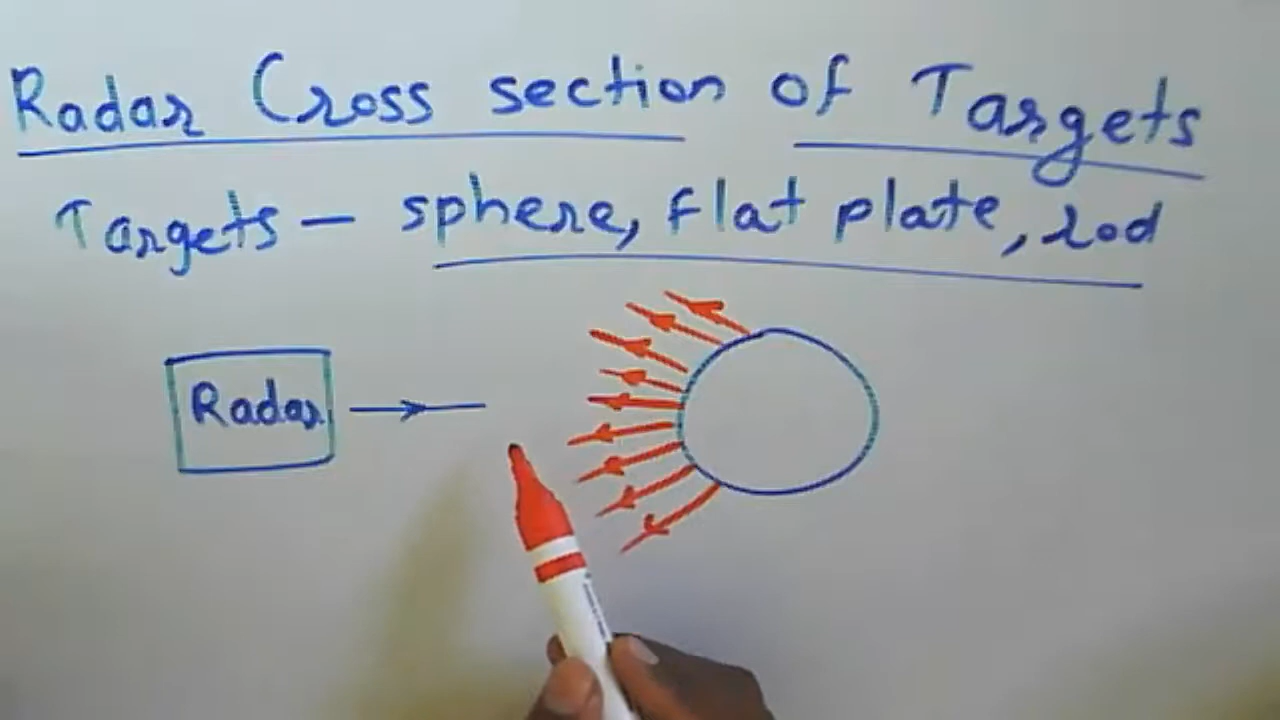 Radar Cross section of Targets
Targets - sphere, flat plate, rod
Radar